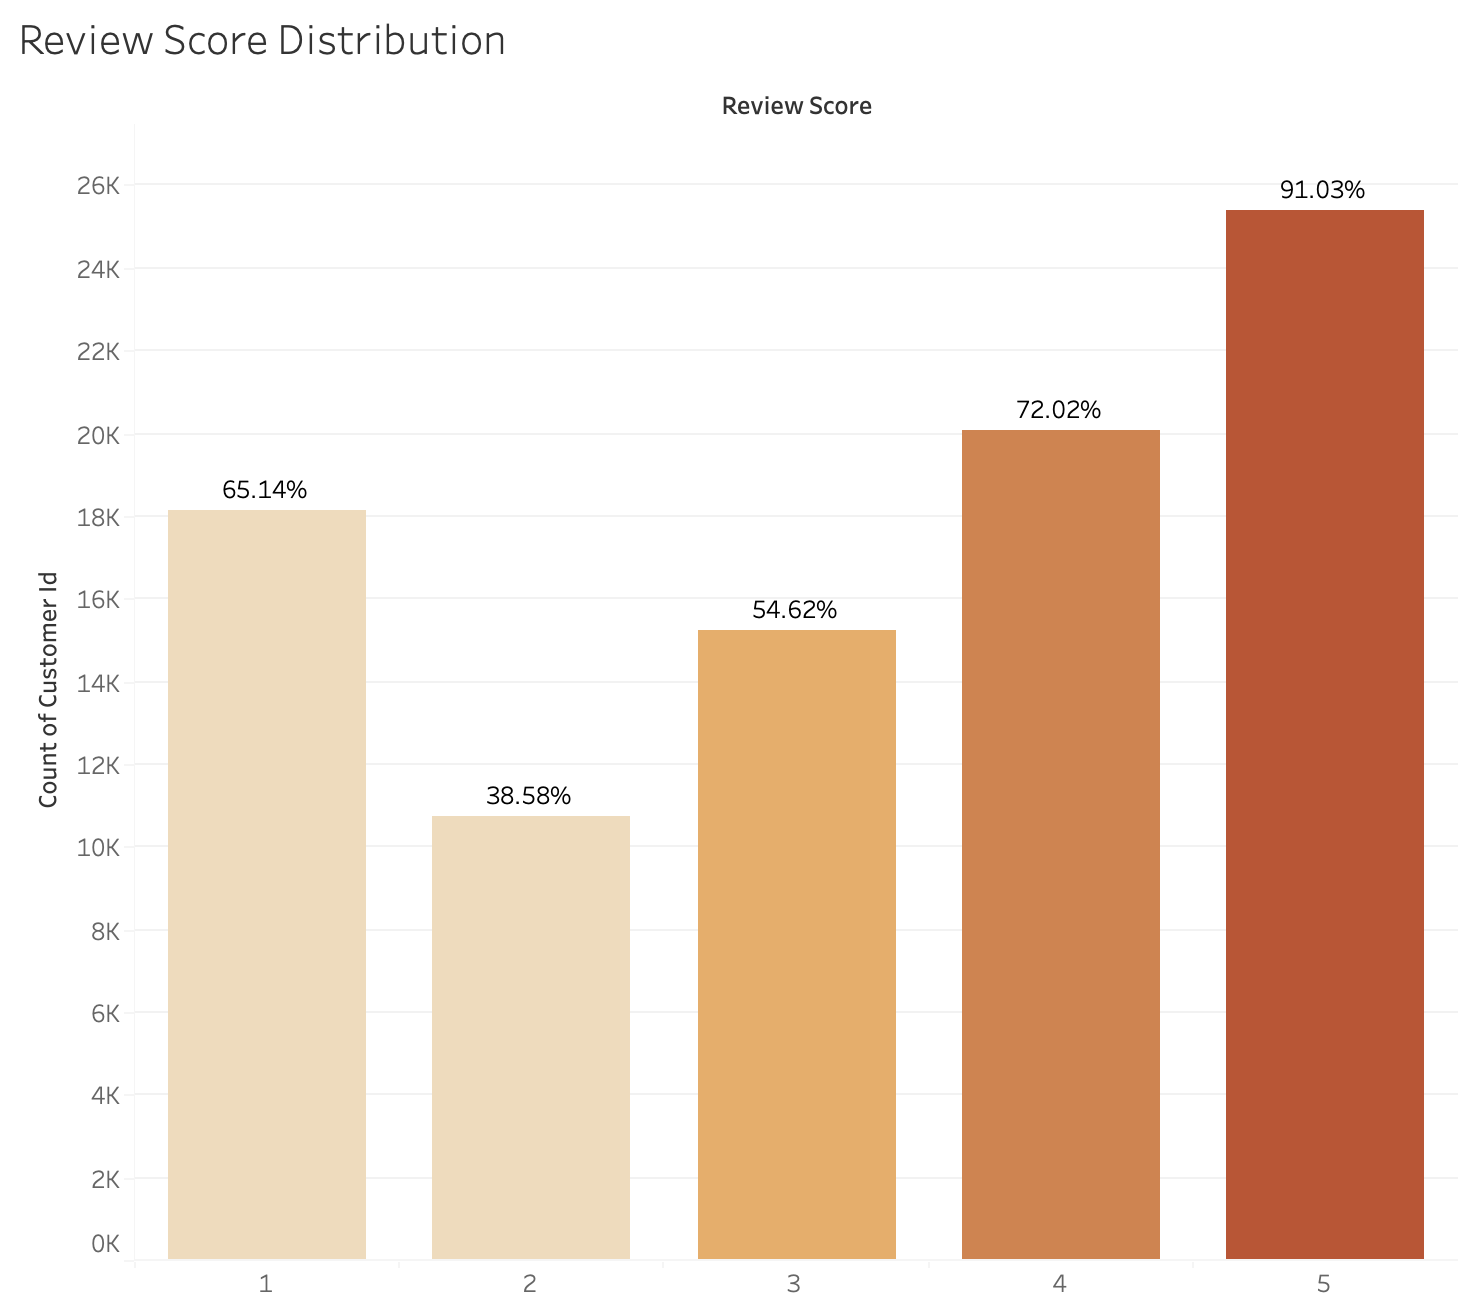 Review Score Distribution
Review Score
Count of Customer Id
26K
24K
22K
20K
18K
16K
14K
12K
10K
8K
6K
4K
2K
0K
65.14%
38.58%
54.62%
72.02%
91.03%
1 2 3 4 5